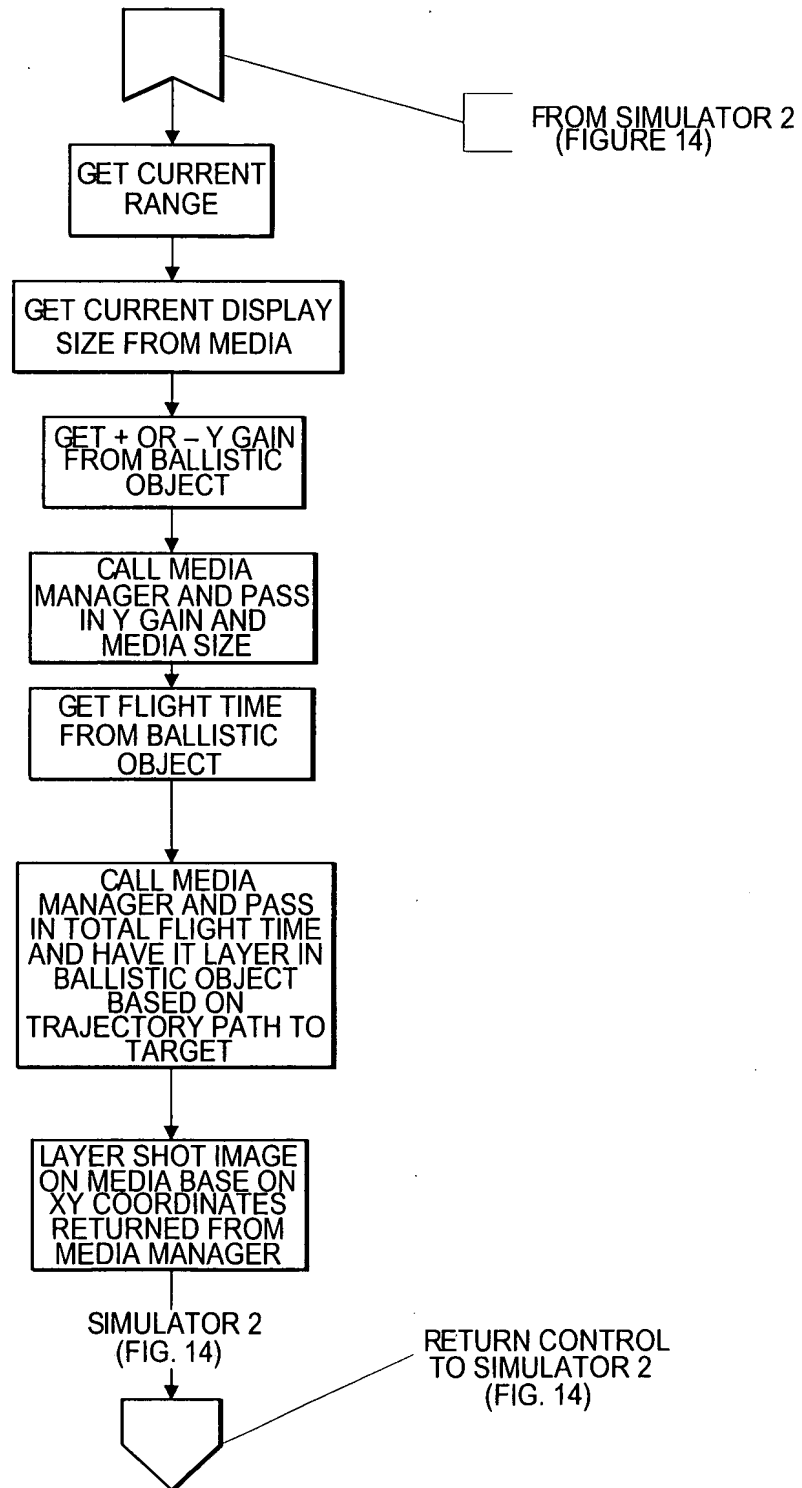 FROM SIMULATOR 2
(FIGURE 14)
GET CURRENT
RANGE
GET CURRENT DISPLAY
SIZE FROM MEDIA
GET + OR – Y GAIN
FROM BALLISTIC
OBJECT
CALL MEDIA
MANAGER AND PASS
IN Y GAIN AND
MEDIA SIZE
GET FLIGHT TIME
FROM BALLISTIC
OBJECT
CALL MEDIA
MANAGER AND PASS
IN TOTAL FLIGHT TIME
AND HAVE IT LAYER IN
BALLISTIC OBJECT
BASED ON
TRAJECTORY PATH TO
TARGET
LAYER SHOT IMAGE
ON MEDIA BASE ON
XY COORDINATES
RETURNED FROM
MEDIA MANAGER
SIMULATOR 2
(FIG. 14)
RETURN CONTROL
TO SIMULATOR 2
(FIG. 14)